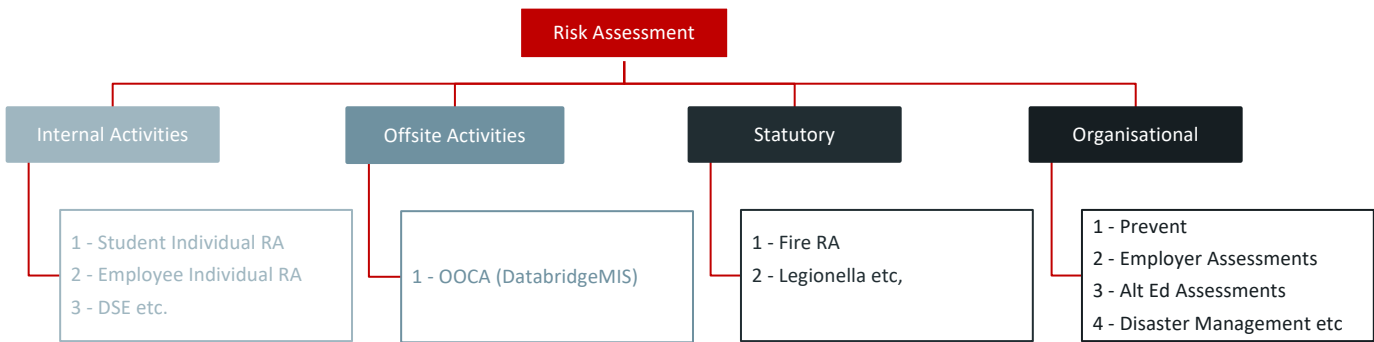 Risk Assessment
Internal Activities
Offsite Activities
Statutory
Organisational
1 - Student Individual RA
2 - Employee Individual RA
3 - DSE etc.
1 - OOCA (DatabridgeMIS)
1 - Fire RA
2 - Legionella etc,
1 - Prevent
2 - Employer Assessments
3 - Alt Ed Assessments
4 - Disaster Management etc